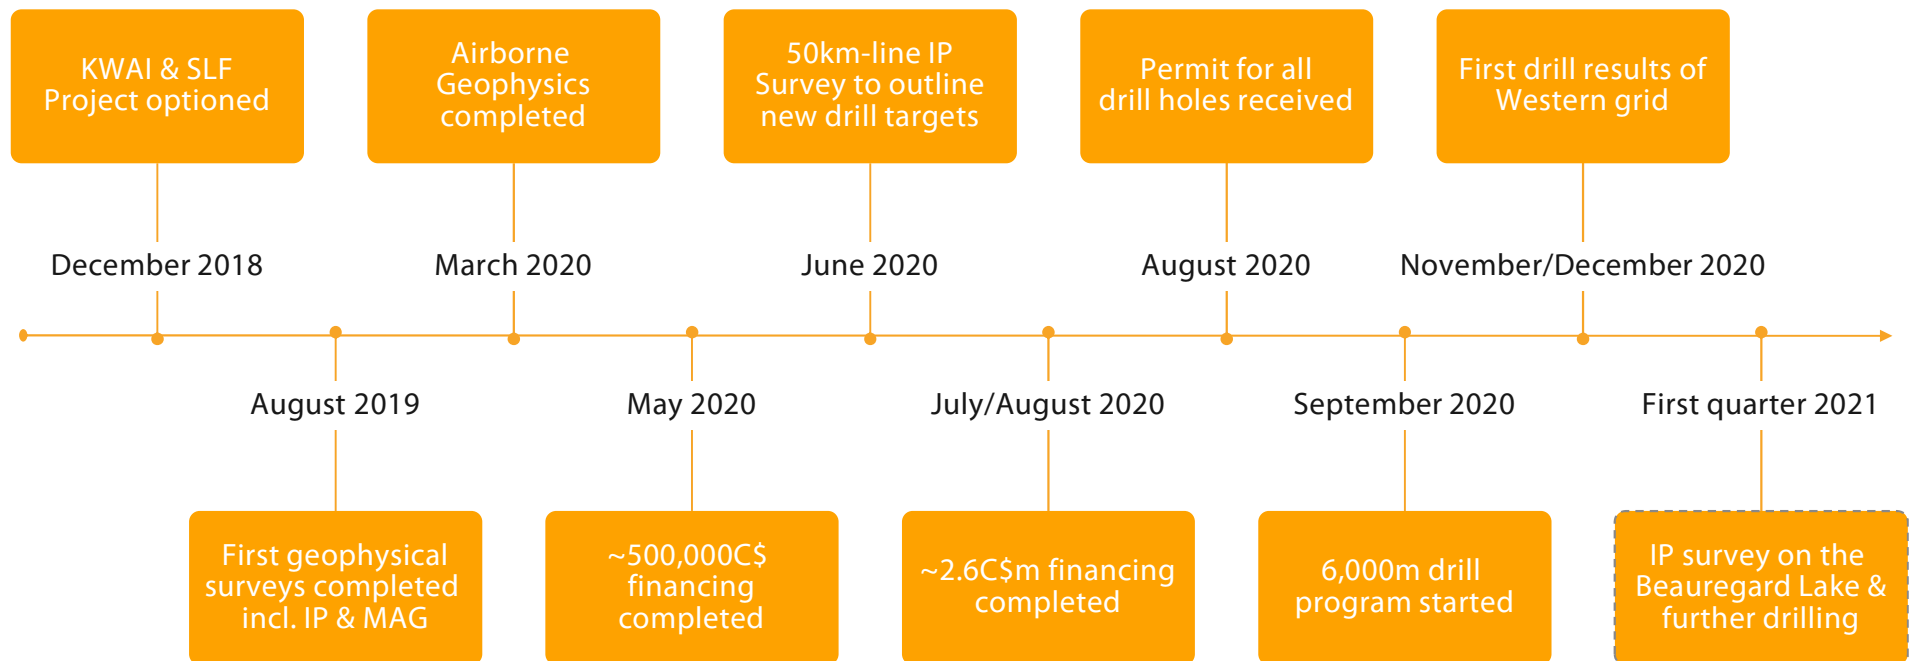 KWAI & SLF
Project optioned
Airborne
Geophysics
completed
50km-line IP
Survey to outline
new drill targets
Permit for all
drill holes received
First drill results of
Western grid
December 2018
March 2020
June 2020
August 2020
November/December 2020
August 2019
May 2020
July/August 2020
September 2020
First quarter 2021
First geophysical
surveys completed
incl. IP & MAG
~500,000C$
financing
completed
~2.6C$m financing
completed
6,000m drill
program started
IP survey on the
Beauregard Lake &
further drilling